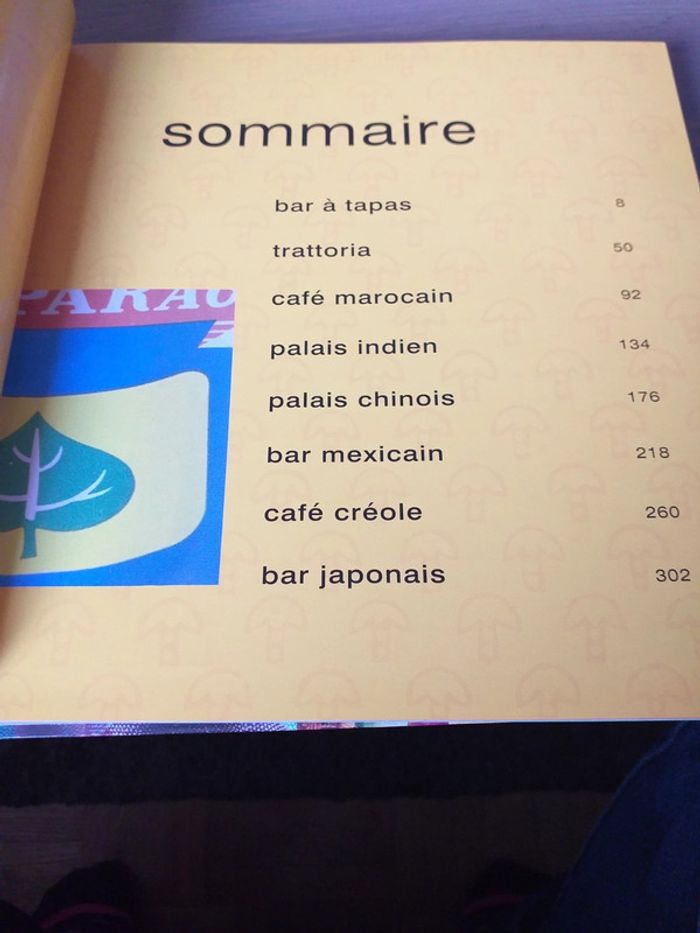 sommaire
bar à tapas 8
trattoria 50
café marocain 92
palais indien 134
palais chinois 176
bar mexicain 218
café créole 260
bar japonais 302
PARAO